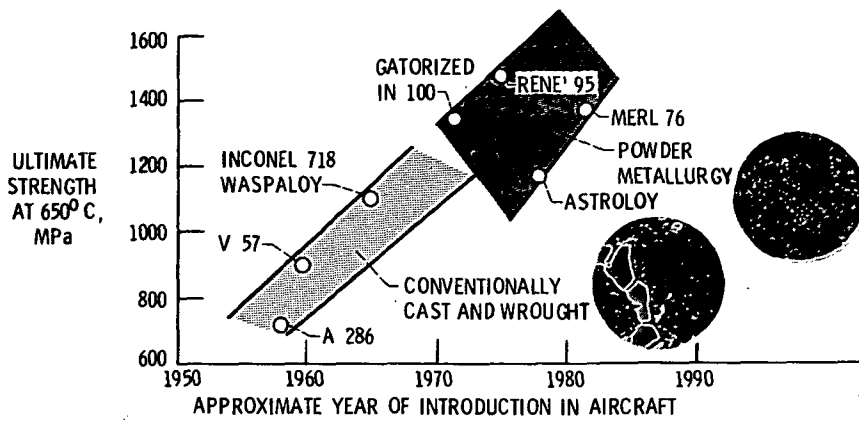 1600
1400
1200
1000
800
600
ULTIMATE
STRENGTH
AT 650⁰ C,
MPa
GATORIZED
IN 100
RENE' 95
MERL 76
POWDER
METALLURGY
ASTROLOY
INCONEL 718
WASPALOY
V 57
CONVENTIONALLY
CAST AND WROUGHT
A 286
1950
1960
1970
1980
1990
APPROXIMATE YEAR OF INTRODUCTION IN AIRCRAFT